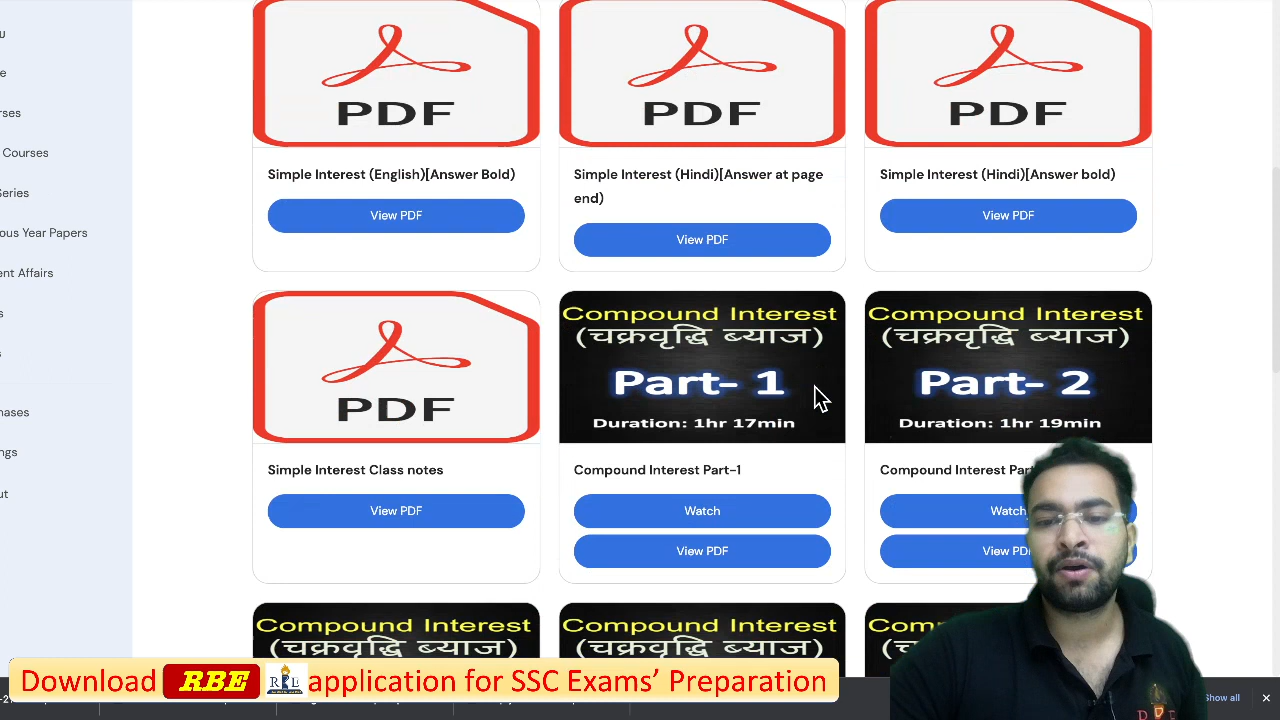 u
e
rses
Courses
Series
ous Year Papers
ent Affairs
s
s
hases
ngs
ut
PDF
PDF
PDF
Simple Interest (English)[Answer Bold)
View PDF
Simple Interest (Hindi)[Answer at page
end)
View PDF
Simple Interest (Hindi)[Answer bold)
View PDF
PDF
Simple Interest Class notes
View PDF
Compound Interest
(चक्रवृद्धि ब्याज)
Part- 1
Duration: 1hr 17min
Compound Interest Part-1
Watch
View PDF
Compound Interest
(चक्रवृद्धि ब्याज)
Part- 2
Duration: 1hr 19min
Compound Interest Par
Watch
View PDF
Compound Interest
(चक्रवृद्धि ब्याज)
Compound Interest
(चक्रवृद्धि ब्याज)
Comp
Download RBE RBE application for SSC Exams' Preparation
Show all
RBE